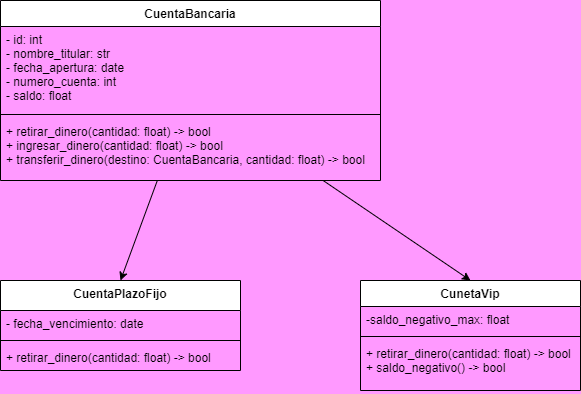 CuentaBancaria
- id: int
- nombre_titular: str
- fecha_apertura: date
- numero_cuenta: int
- saldo: float
+ retirar_dinero(cantidad: float) -> bool
+ ingresar_dinero(cantidad: float) -> bool
+ transferir_dinero(destino: CuentaBancaria, cantidad: float) -> bool
CuentaPlazoFijo
- fecha_vencimiento: date
+ retirar_dinero(cantidad: float) -> bool
CunetaVip
-saldo_negativo_max: float
+ retirar_dinero(cantidad: float) -> bool
+ saldo_negativo() -> bool